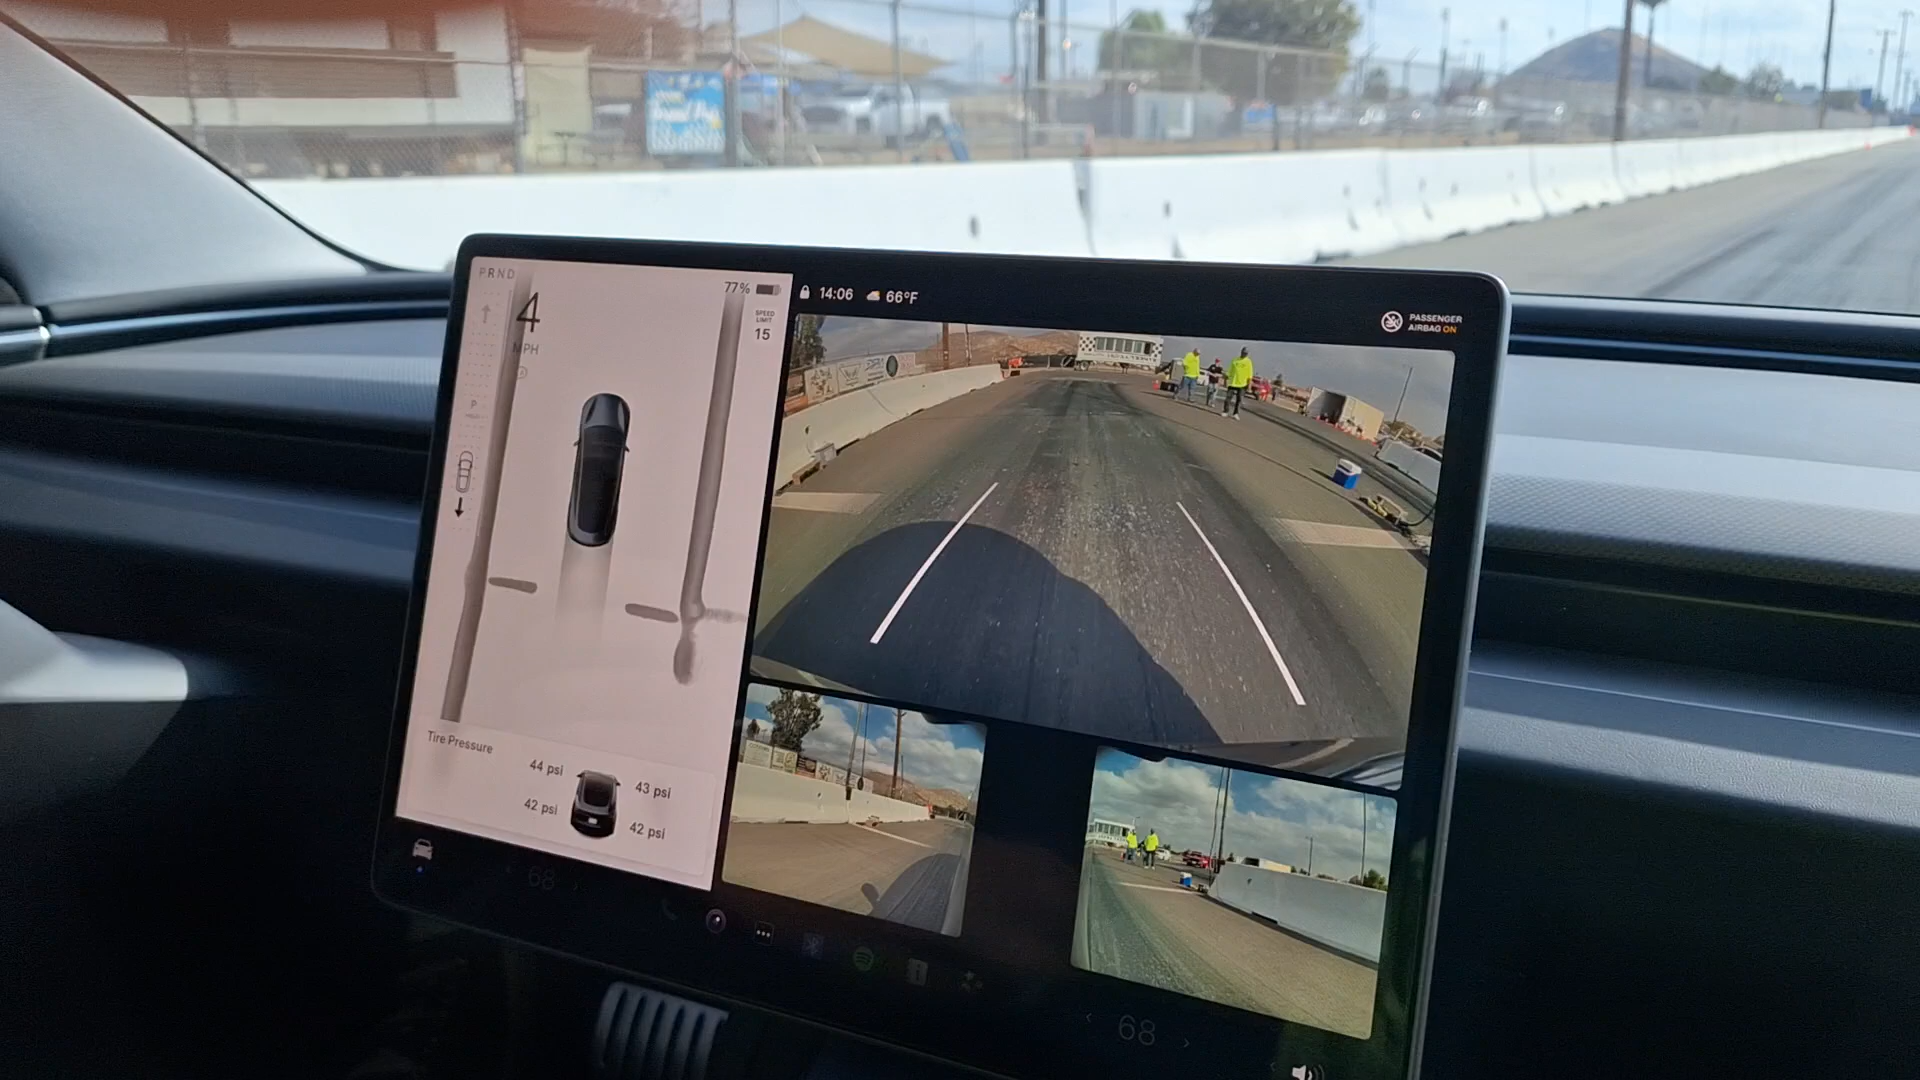 PRND
77%
4
MPH
SPEED
LIMIT
15
14:06
66°F
PASSENGER
AIRBAG ON
P
Tire Pressure
44 psi
43 psi
42 psi
42 psi
68
68